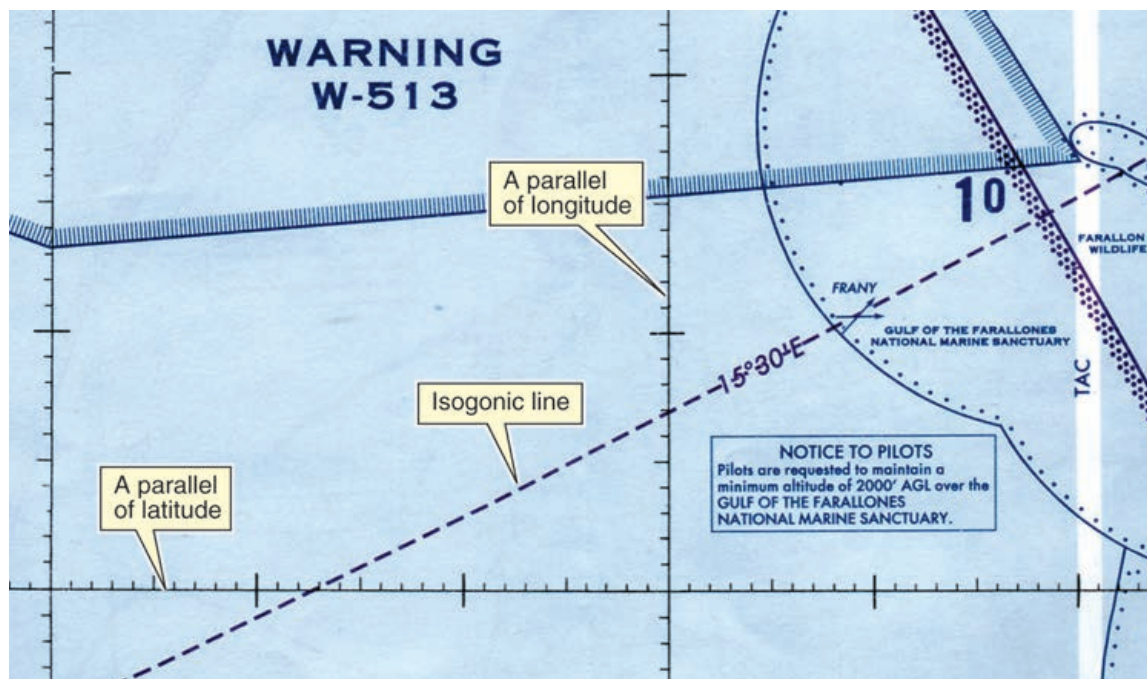 WARNING
W-513
A parallel
of longitude
10
FARALLON
WILDLIFE
FRANY
GULF OF THE FARALLONES
NATIONAL MARINE SANCTUARY
15°30'E
TAC
Isogonic line
NOTICE TO PILOTS
Pilots are requested to maintain a
minimum altitude of 2000' AGL over the
GULF OF THE FARALLONES
NATIONAL MARINE SANCTUARY.
A parallel
of latitude